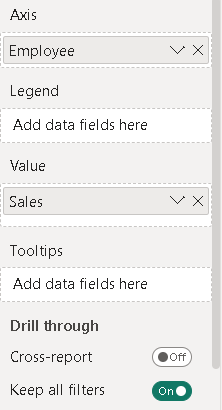 Axis
Employee
Legend
Add data fields here
Value
Sales
Tooltips
Add data fields here
Drill through
Cross-report Off
Keep all filters On